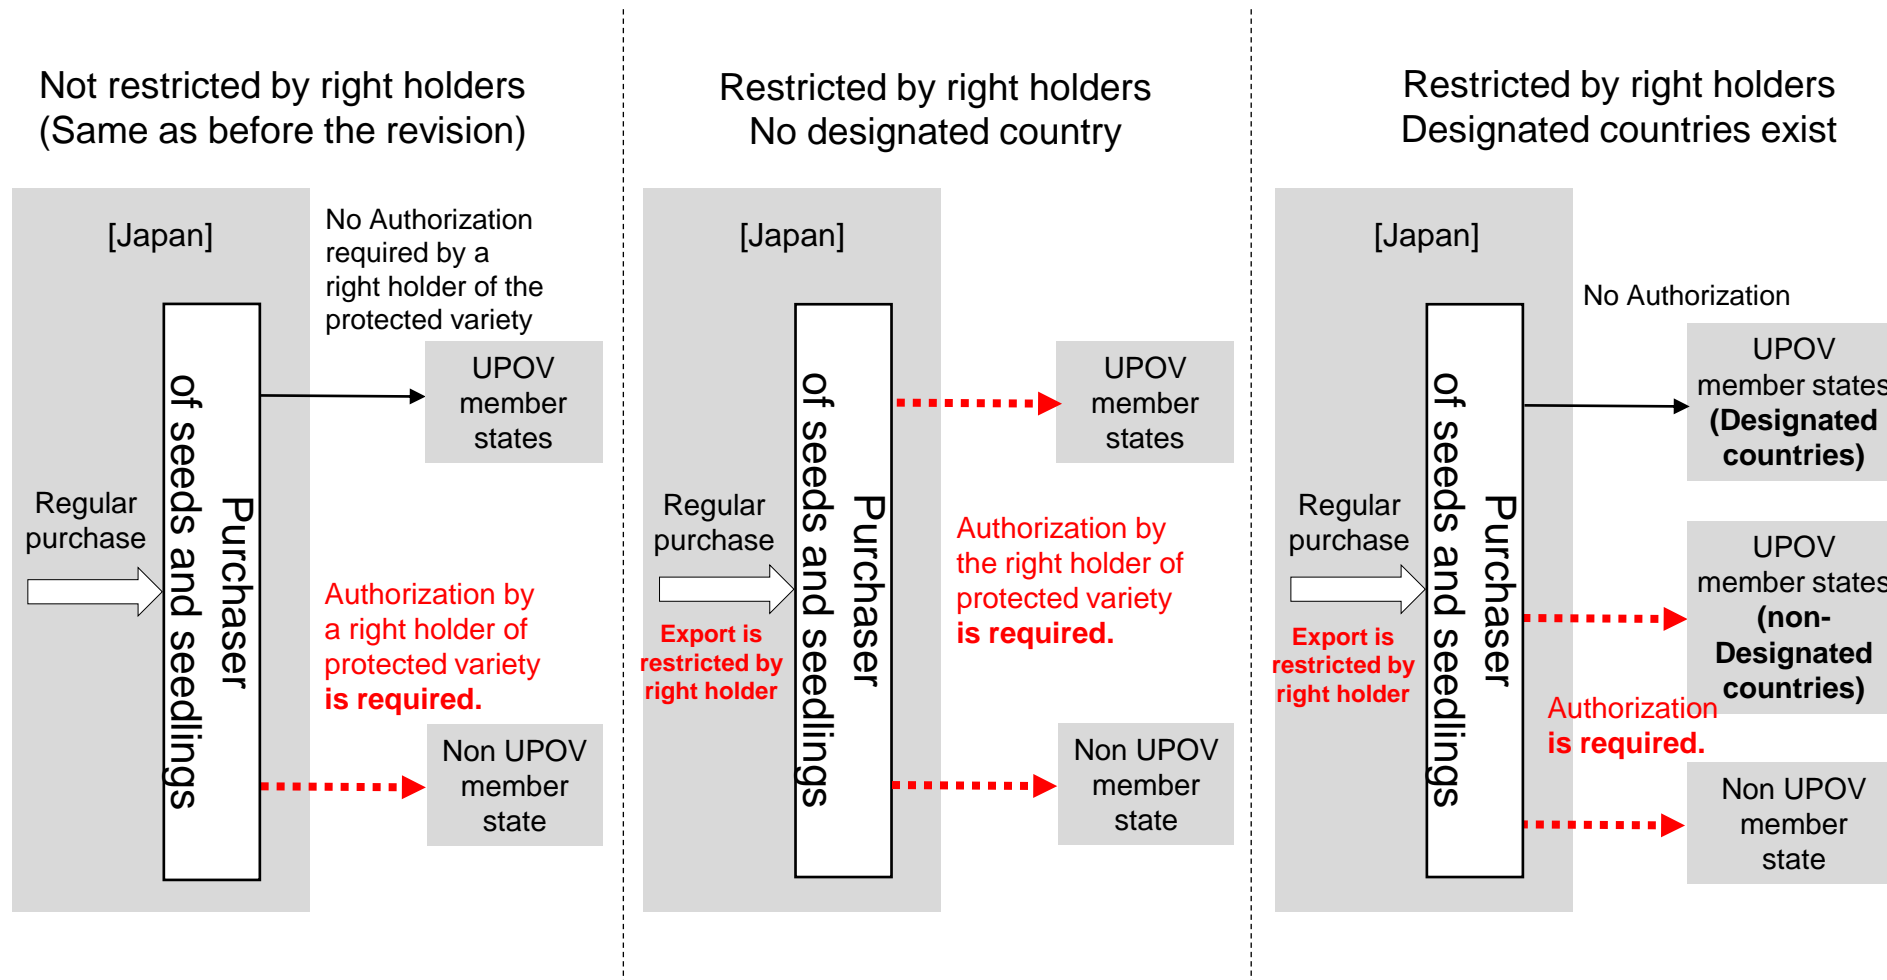 Not restricted by right holders
(Same as before the revision)
[Japan]
No Authorization
required by a
right holder of the
protected variety
UPOV
member
states
Purchaser
of seeds and seedlings
Regular
purchase
Authorization by
a right holder of
protected variety
is required.
Non UPOV
member
state
Restricted by right holders
No designated country
[Japan]
UPOV
member
states
Purchaser
of seeds and seedlings
Regular
purchase
Export is
restricted by
right holder
Authorization by
the right holder of
protected variety
is required.
Non UPOV
member
state
Restricted by right holders
Designated countries exist
[Japan]
No Authorization
UPOV
member states
(Designated
countries)
Purchaser
of seeds and seedlings
Regular
purchase
Export is
restricted by
right holder
UPOV
member states
(non-
Designated
countries)
Authorization
is required.
Non UPOV
member
state